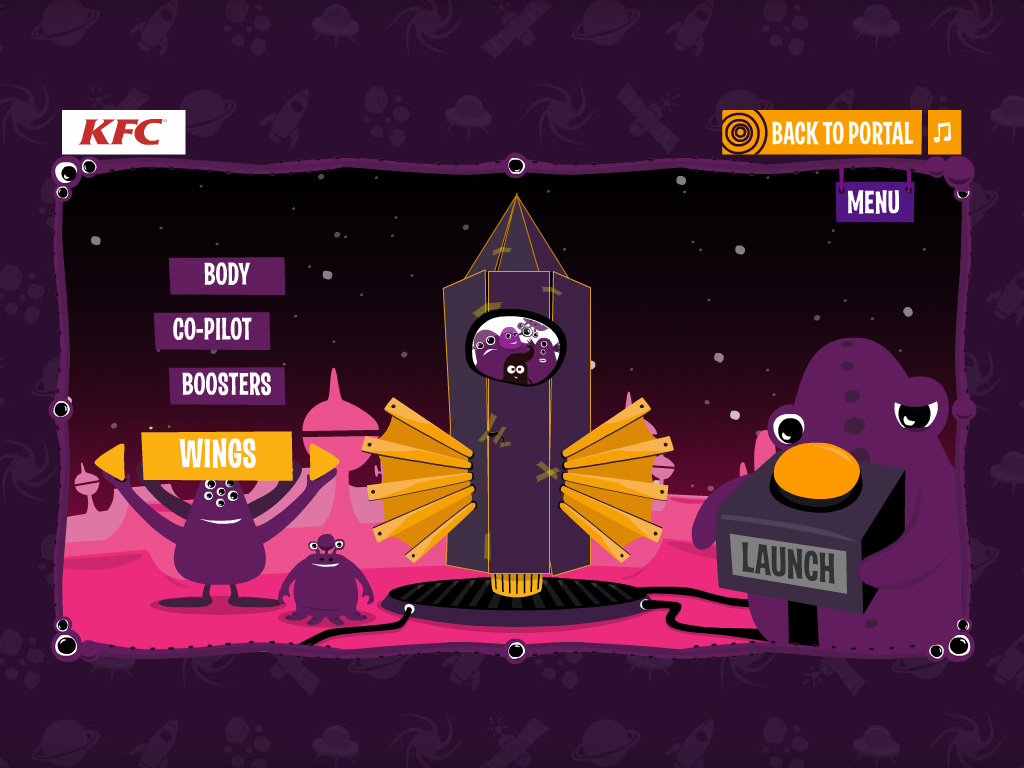 KFC
BACK TO PORTAL
MENU
BODY
CO-PILOT
BOOSTERS
WINGS
LAUNCH